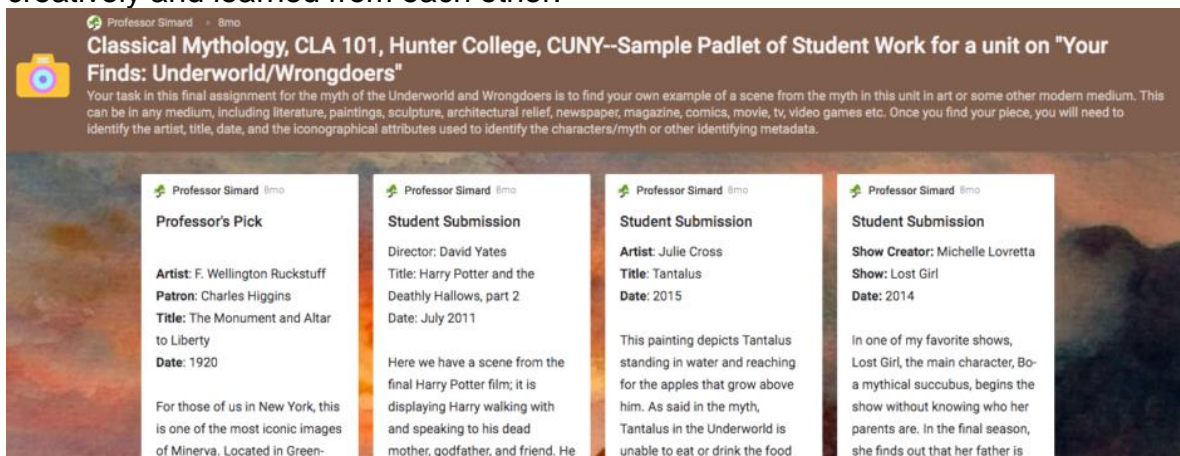 creatively and learned from each other.
Professor Simard • 8mo
Classical Mythology, CLA 101, Hunter College, CUNY--Sample Padlet of Student Work for a unit on "Your
Finds: Underworld/Wrongdoers"
Your task in this final assignment for the myth of the Underworld and Wrongdoers is to find your own example of a scene from the myth in this unit in art or some other modern medium. This
can be in any medium, including literature, paintings, sculpture, architectural relief, newspaper, magazine, comics, movie, tv, video games etc. Once you find your piece, you will need to
identify the artist, title, date, and the iconographical attributes used to identify the characters/myth or other identifying metadata.
Professor Simard 8mo
Professor's Pick
Artist: F. Wellington Ruckstuff
Patron: Charles Higgins
Title: The Monument and Altar
to Liberty
Date: 1920
For those of us in New York, this
is one of the most iconic images
of Minerva. Located in Green-
Professor Simard 8mo
Student Submission
Director: David Yates
Title: Harry Potter and the
Deathly Hallows, part 2
Date: July 2011
Here we have a scene from the
final Harry Potter film; it is
displaying Harry walking with
and speaking to his dead
mother, godfather, and friend. He
Professor Simard 8mo
Student Submission
Artist: Julie Cross
Title: Tantalus
Date: 2015
This painting depicts Tantalus
standing in water and reaching
for the apples that grow above
him. As said in the myth,
Tantalus in the Underworld is
unable to eat or drink the food
Professor Simard 8mo
Student Submission
Show Creator: Michelle Lovretta
Show: Lost Girl
Date: 2014
In one of my favorite shows,
Lost Girl, the main character, Bo-
a mythical succubus, begins the
show without knowing who her
parents are. In the final season,
she finds out that her father is